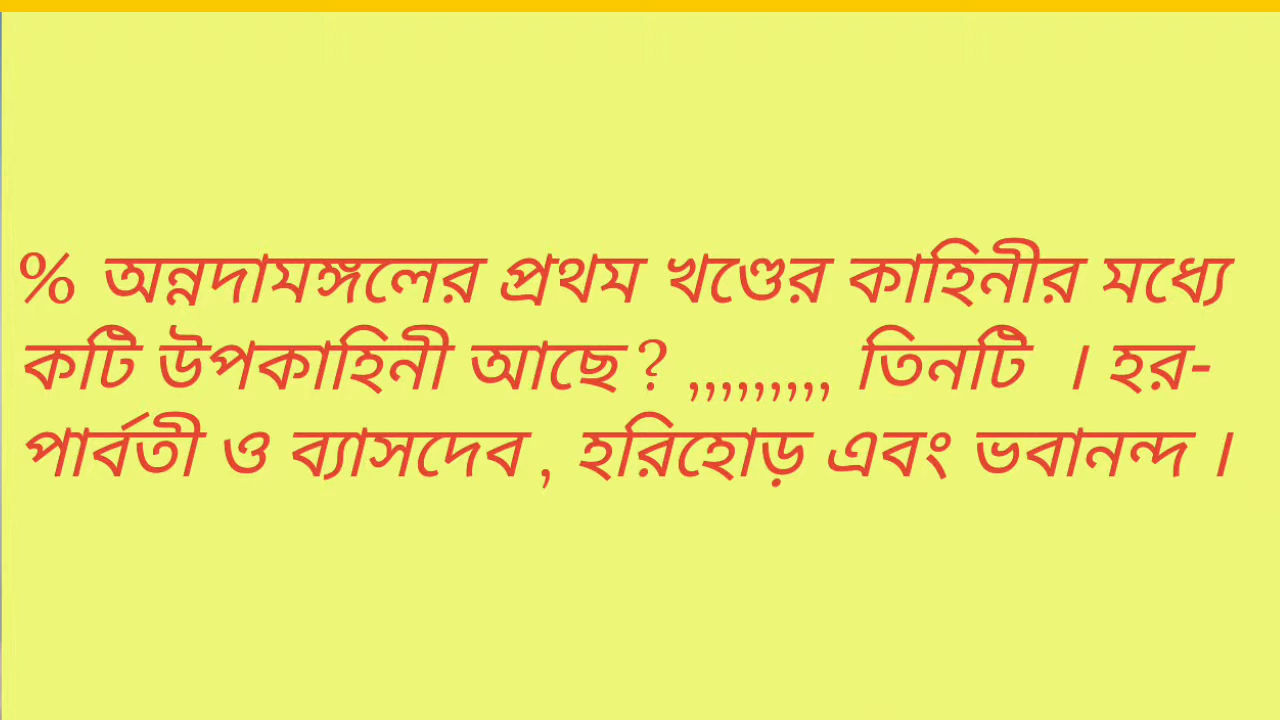 % অন্নদামঙ্গলের প্রথম খণ্ডের কাহিনীর মধ্যে
কটি উপকাহিনী আছে ? ,,,,,,,,, তিনটি । হর-
পার্বতী ও ব্যাসদেব , হরিহোড় এবং ভবানন্দ ।